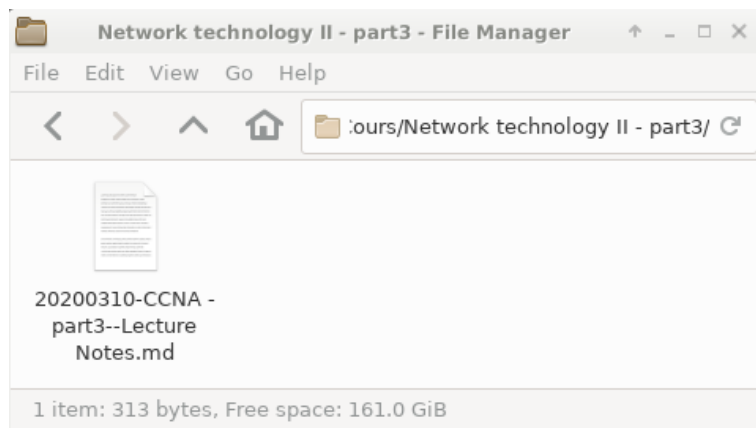 Network technology II - part3 - File Manager
File Edit View Go Help
:ours/Network technology II - part3/
20200310-CCNA -
part3--Lecture
Notes.md
1 item: 313 bytes, Free space: 161.0 GiB